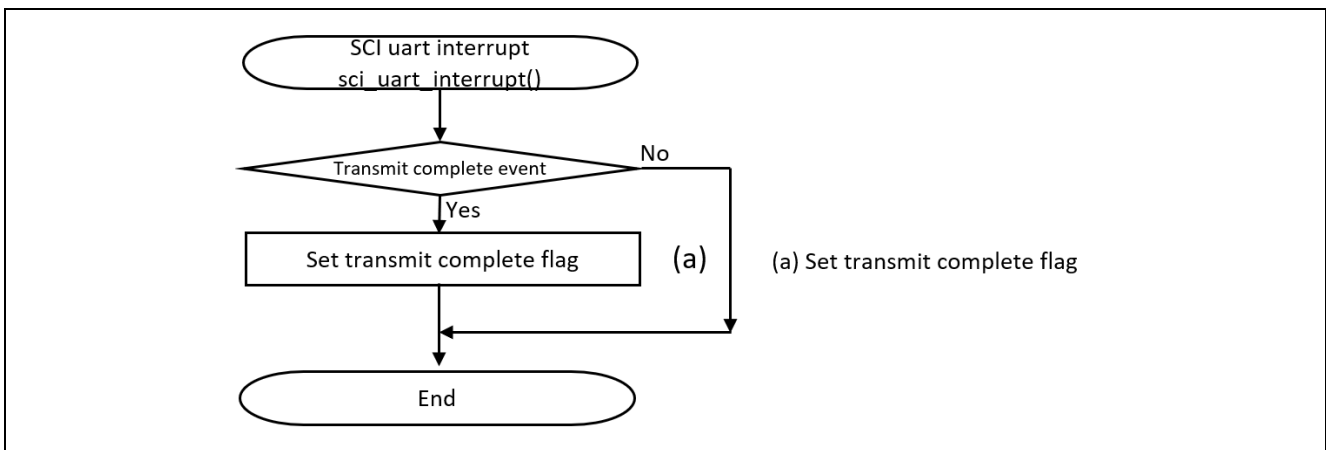 SCI uart interrupt
sci_uart_interrupt()
Transmit complete event
No
Yes
Set transmit complete flag
(a)
(a) Set transmit complete flag
End